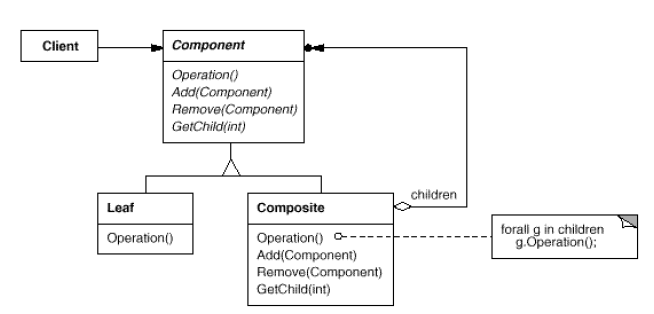 Client
Component
Operation()
Add(Component)
Remove(Component)
GetChild(int)
children
Leaf
Operation()
Composite
Operation()
Add(Component)
Remove(Component)
GetChild(int)
forall g in children
g.Operation();